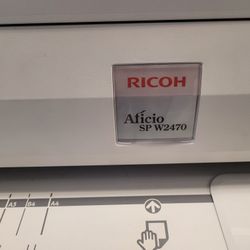 RICOH
Aficio
SP W2470
A5 B4 A4